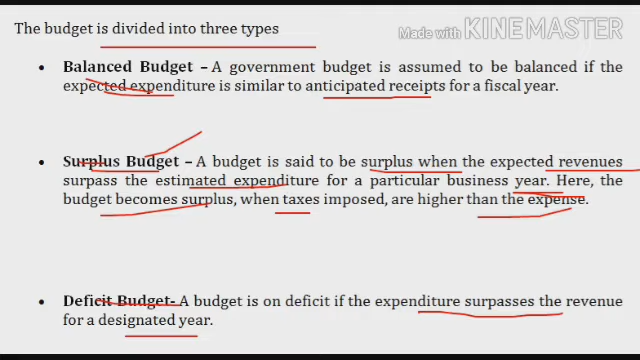 The budget is divided into three types
Made with KINEMASTER
• Balanced Budget – A government budget is assumed to be balanced if the
expected expenditure is similar to anticipated receipts for a fiscal year.
• Surplus Budget – A budget is said to be surplus when the expected revenues
surpass the estimated expenditure for a particular business year. Here, the
budget becomes surplus, when taxes imposed, are higher than the expense.
• Deficit Budget- A budget is on deficit if the expenditure surpasses the revenue
for a designated year.